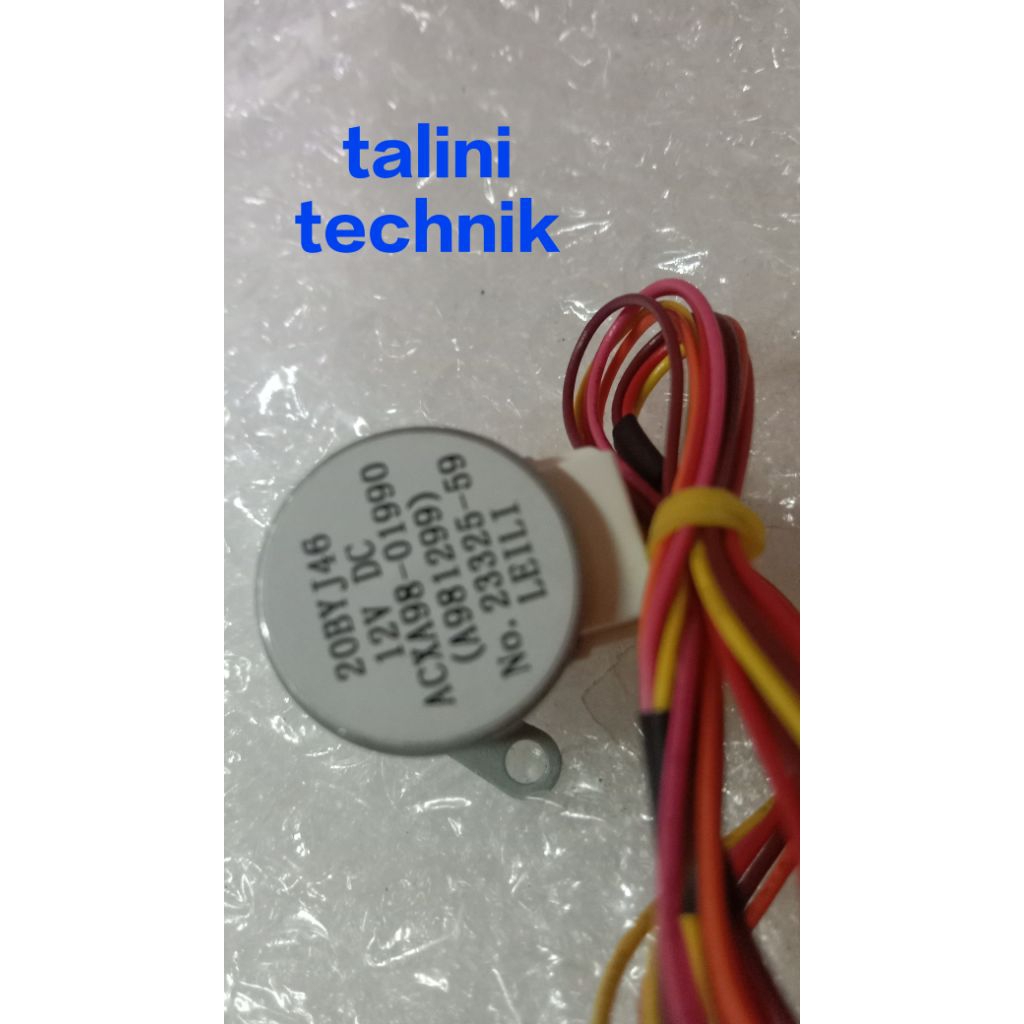 talini
technik
20BYJ46
12V DC
ACXA98-01990
(A981299)
No. 23325-59
LEILI